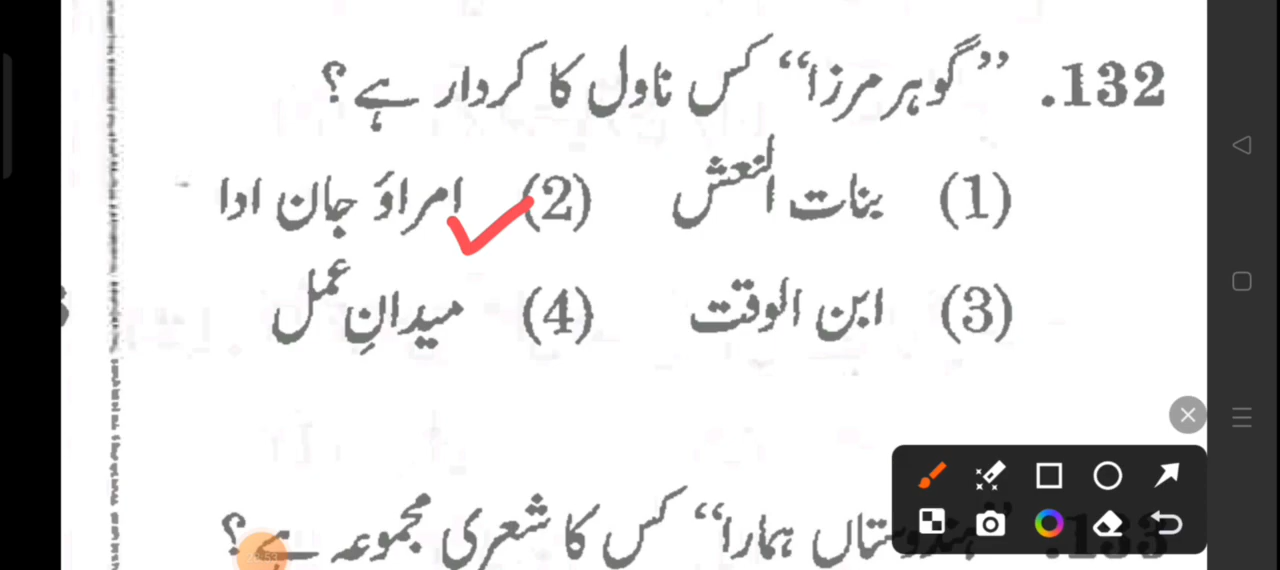 132. ”گوہر مرزا“ کس ناول کا کردار ہے؟
(1) بنات النعش (2) امراؤ جان ادا
(3) ابن الوقت (4) میدانِ عمل
133. ”ہندوستاں ہمارا“ کس کا شعری مجموعہ ہے؟